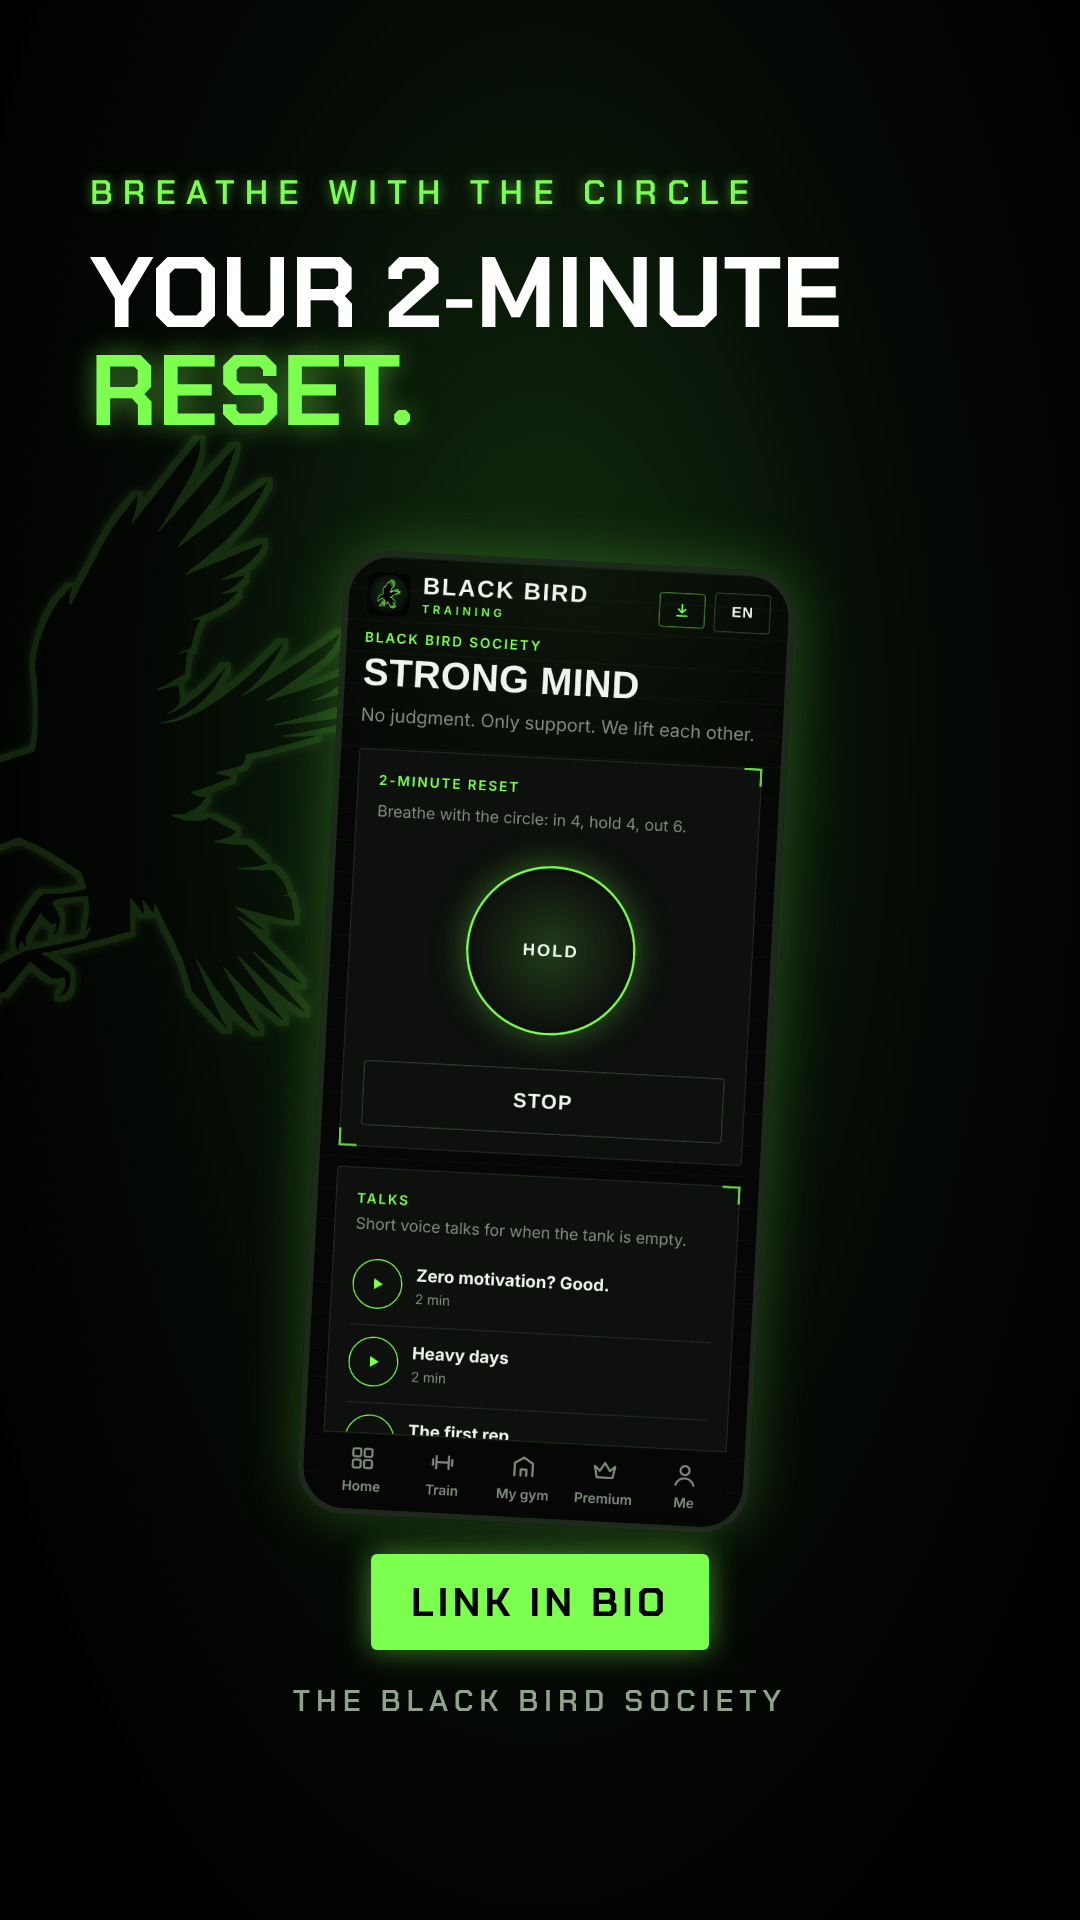 BREATHE WITH THE CIRCLE
YOUR 2-MINUTE
RESET.
BLACK BIRD
TRAINING
EN
BLACK BIRD SOCIETY
STRONG MIND
No judgment. Only support. We lift each other.
2-MINUTE RESET
Breathe with the circle: in 4, hold 4, out 6.
HOLD
STOP
TALKS
Short voice talks for when the tank is empty.
Zero motivation? Good.
2 min
Heavy days
2 min
The first rep
Home
Train
My gym
Premium
Me
LINK IN BIO
THE BLACK BIRD SOCIETY